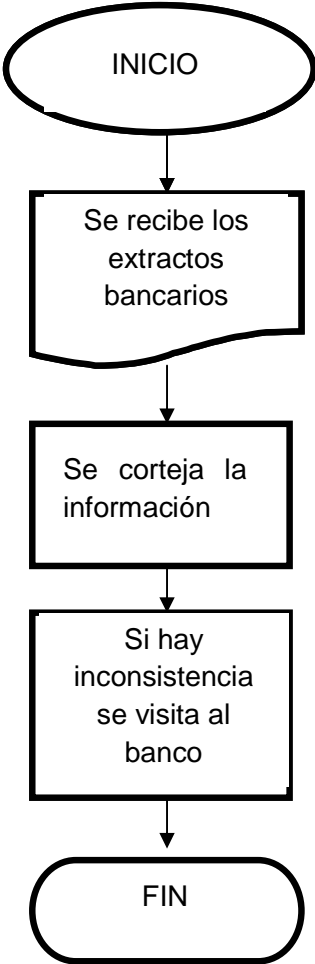 INICIO
Se recibe los
extractos
bancarios
Se corteja la
información
Si hay
inconsistencia
se visita al
banco
FIN